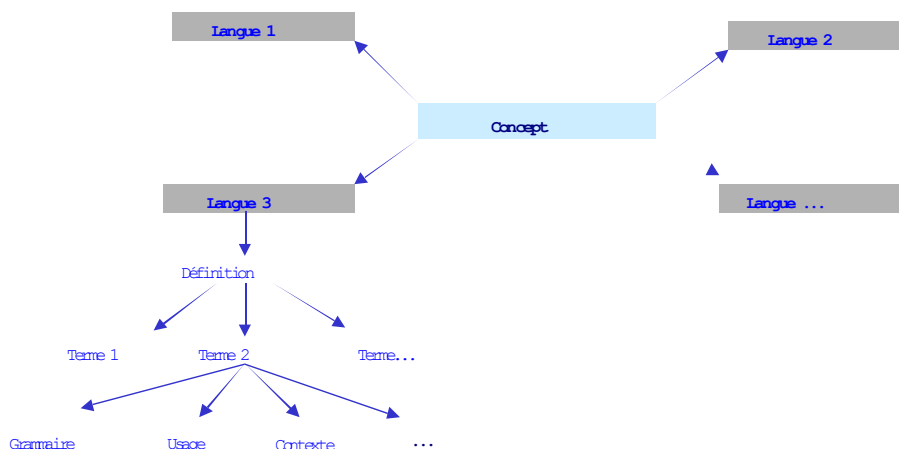 Langue 1
Langue 2
Concept
Langue 3
Langue ...
Définition
Terme 1
Terme 2
Terme...
Grammaire
Usage
Contexte
...